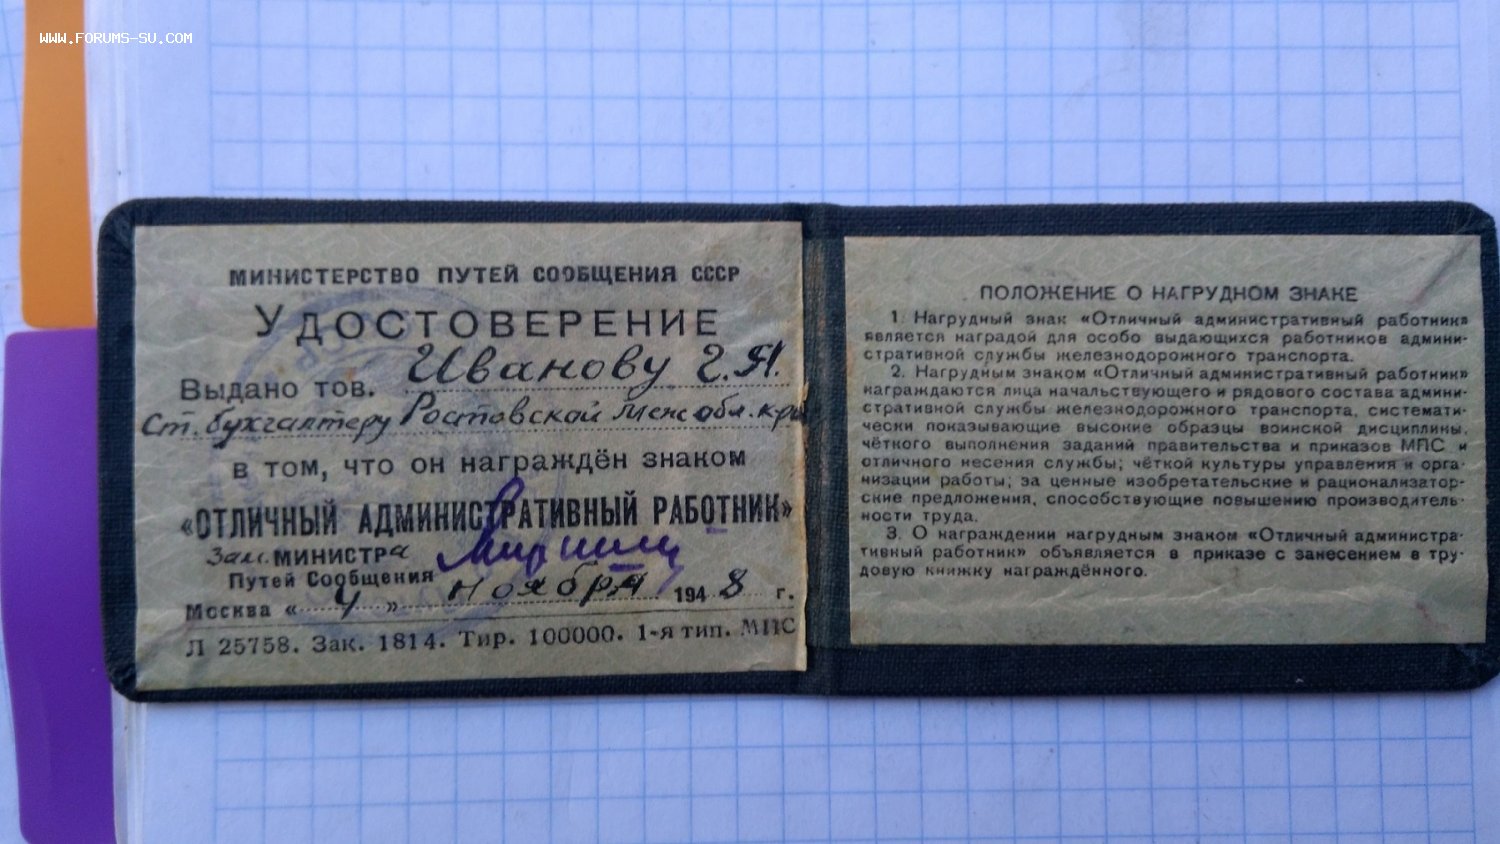 WWW.FORUMS-SU.COM
МИНИСТЕРСТВО ПУТЕЙ СООБЩЕНИЯ СССР
УДОСТОВЕРЕНИЕ
Выдано тов. Иванову Г. П.
Ст. бухгалтеру Ростовской
в том, что он награждён знаком
«ОТЛИЧНЫЙ АДМИНИСТРАТИВНЫЙ РАБОТНИК»
Зам. МИНИСТРа
Путей Сообщения
Москва « 4 » ноября 1948 г.
Л 25758. Зак. 1814. Тир. 100000. 1-я тип. МПС
ПОЛОЖЕНИЕ О НАГРУДНОМ ЗНАКЕ
1. Нагрудный знак «Отличный административный работник»
является наградой для особо выдающихся работников админи-
стративной службы железнодорожного транспорта.
2. Нагрудным знаком «Отличный административный работник»
награждаются лица начальствующего и рядового состава админи-
стративной службы железнодорожного транспорта, системати-
чески показывающие высокие образцы воинской дисциплины,
чёткого выполнения заданий правительства и приказов МПС и
отличного несения службы; чёткой культуры управления и орга-
низации работы; за ценные изобретательские и рационализатор-
ские предложения, способствующие повышению производитель-
ности труда.
3. О награждении нагрудным знаком «Отличный администра-
тивный работник» объявляется в приказе с занесением в тру-
довую книжку награждённого.